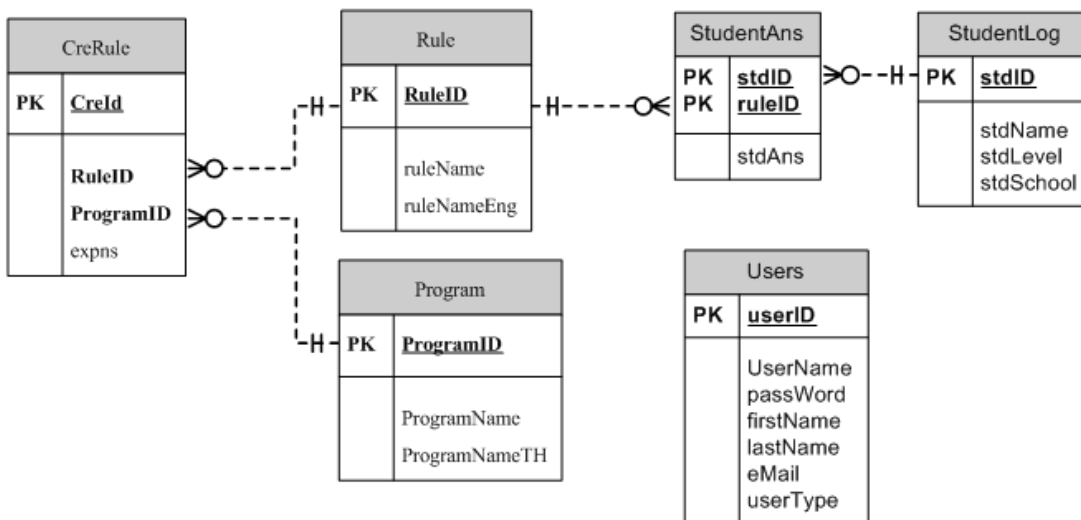 CreRule
PK CreId
RuleID
ProgramID
expns
Rule
PK RuleID
ruleName
ruleNameEng
Program
PK ProgramID
ProgramName
ProgramNameTH
StudentAns
PK stdID
PK ruleID
stdAns
StudentLog
PK stdID
stdName
stdLevel
stdSchool
Users
PK userID
UserName
passWord
firstName
lastName
eMail
userType